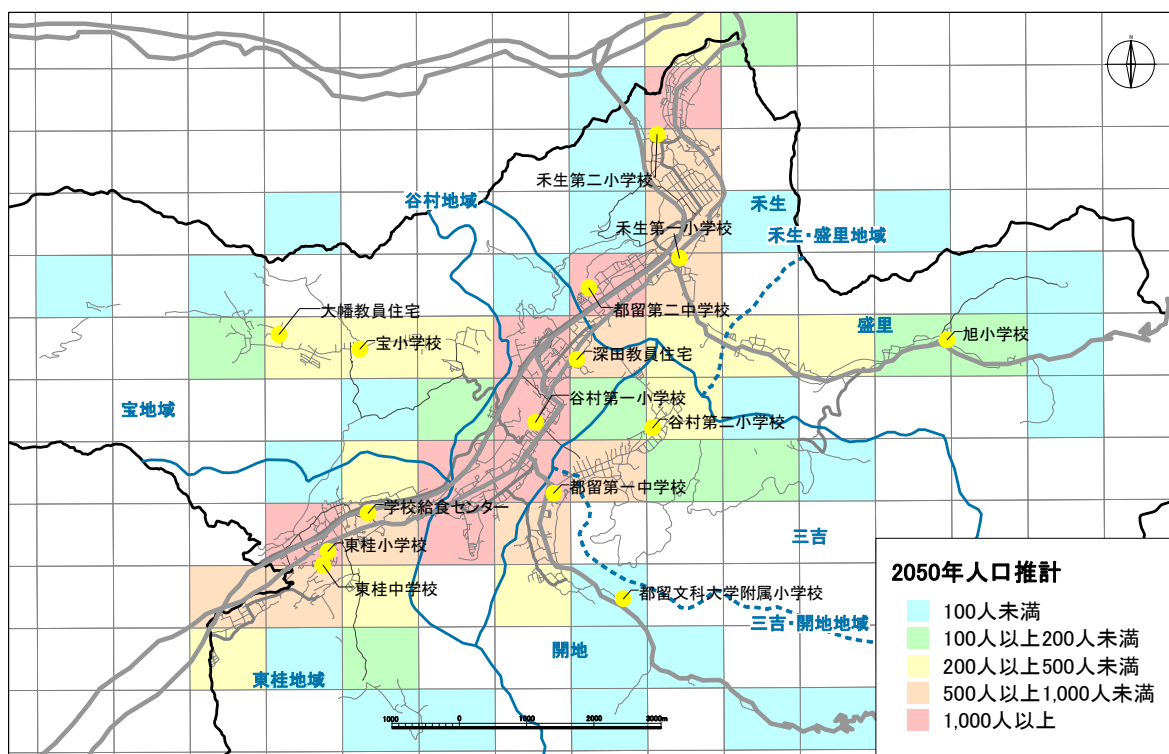 N
禾生第二小学校
谷村地域
禾生
禾生第一小学校
禾生・盛里地域
大幡教員住宅
都留第二中学校
盛里
旭小学校
宝小学校
深田教員住宅
宝地域
谷村第一小学校
谷村第二小学校
都留第一中学校
学校給食センター
三吉
東桂小学校
東桂中学校
都留文科大学附属小学校
三吉・開地地域
開地
東桂地域
1000 0 1000 2000 3000m
2050年人口推計
100人未満
100人以上200人未満
200人以上500人未満
500人以上1,000人未満
1,000人以上